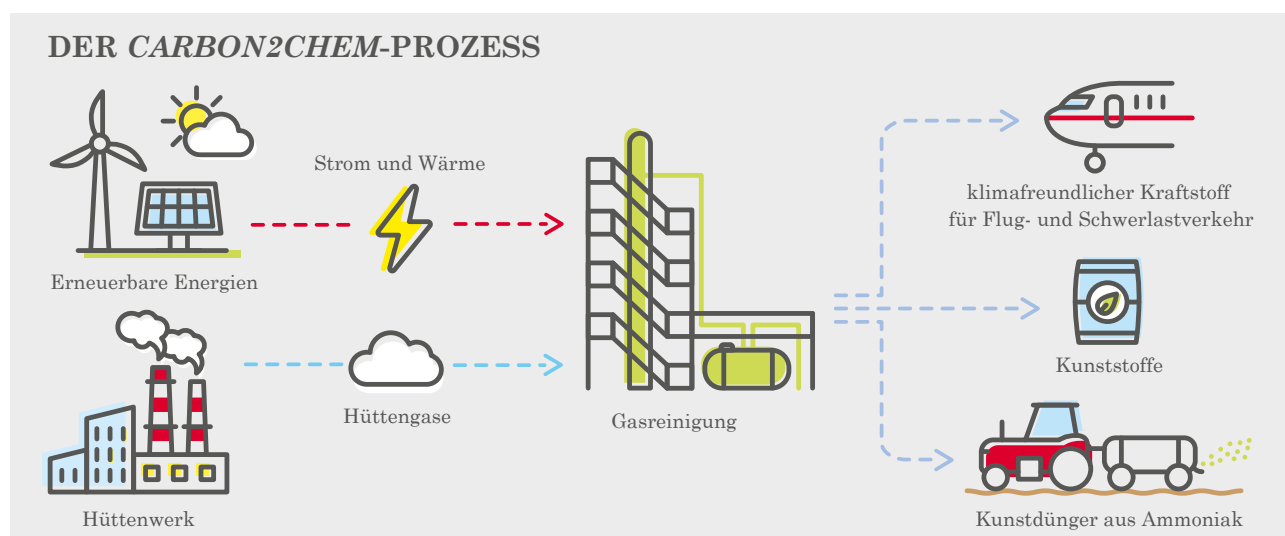 DER CARBON2CHEM-PROZESS
Strom und Wärme
Erneuerbare Energien
Hüttengase
Hüttenwerk
Gasreinigung
klimafreundlicher Kraftstoff
für Flug- und Schwerlastverkehr
Kunststoffe
Kunstdünger aus Ammoniak